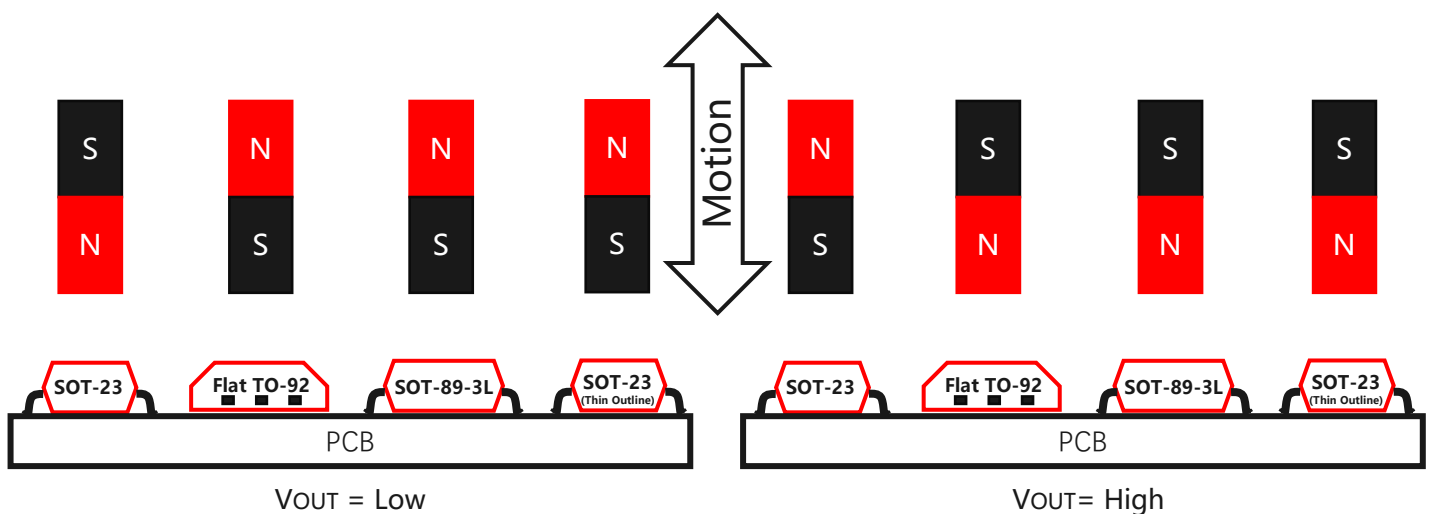 S N N N Motion N S S S
N S S S S N N N
SOT-23 Flat TO-92 SOT-89-3L SOT-23 SOT-23 Flat TO-92 SOT-89-3L SOT-23
(Thin Outline) (Thin Outline)
PCB PCB
VOUT = Low VOUT= High